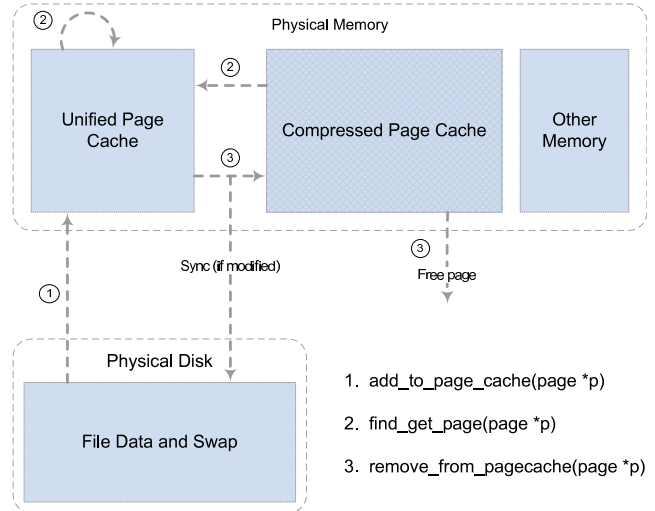 Physical Memory
2
Unified Page
Cache
2
3
Compressed Page Cache
Other
Memory
3
Sync (if modified)
Free page
1
Physical Disk
File Data and Swap
1. add_to_page_cache(page *p)
2. find_get_page(page *p)
3. remove_from_pagecache(page *p)